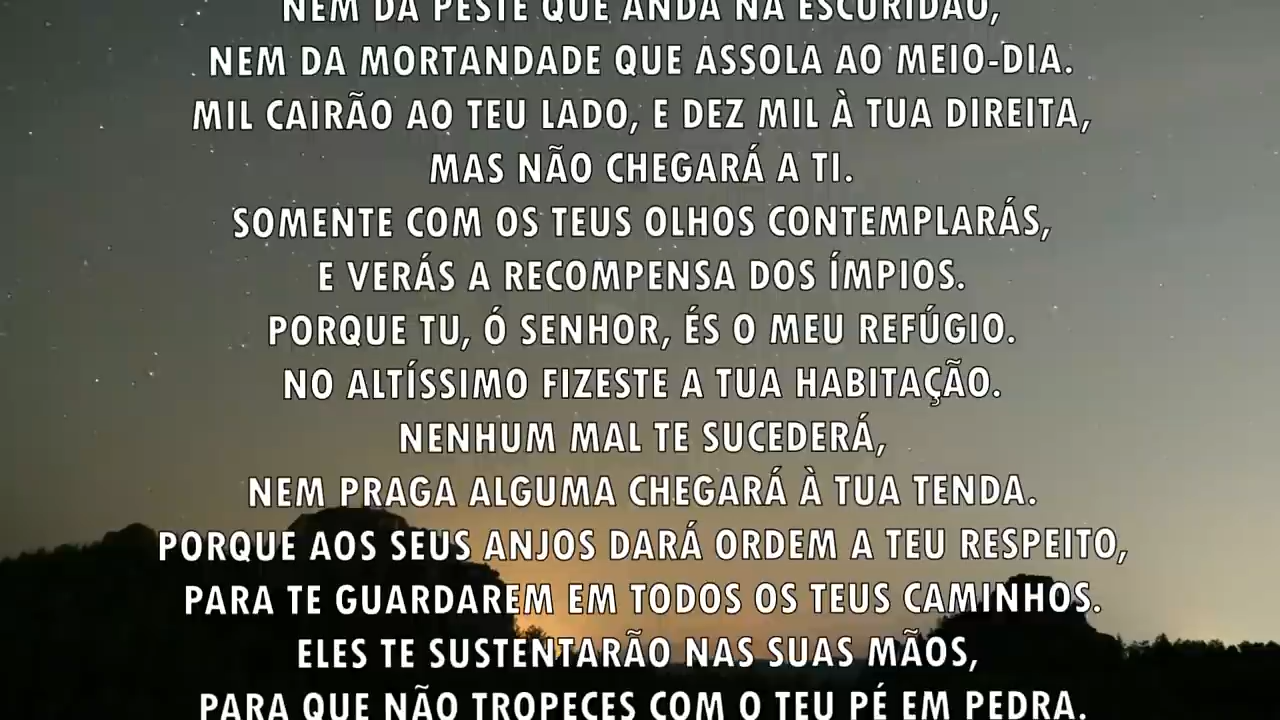 NEM DA PESTE QUE ANDA NA ESCURIDÃO,
NEM DA MORTANDADE QUE ASSOLA AO MEIO-DIA.
MIL CAIRÃO AO TEU LADO, E DEZ MIL À TUA DIREITA,
MAS NÃO CHEGARÁ A TI.
SOMENTE COM OS TEUS OLHOS CONTEMPLARÁS,
E VERÁS A RECOMPENSA DOS ÍMPIOS.
PORQUE TU, Ó SENHOR, ÉS O MEU REFÚGIO.
NO ALTÍSSIMO FIZESTE A TUA HABITAÇÃO.
NENHUM MAL TE SUCEDERÁ,
NEM PRAGA ALGUMA CHEGARÁ À TUA TENDA.
PORQUE AOS SEUS ANJOS DARÁ ORDEM A TEU RESPEITO,
PARA TE GUARDAREM EM TODOS OS TEUS CAMINHOS.
ELES TE SUSTENTARÃO NAS SUAS MÃOS,
PARA QUE NÃO TROPECES COM O TEU PÉ EM PEDRA.